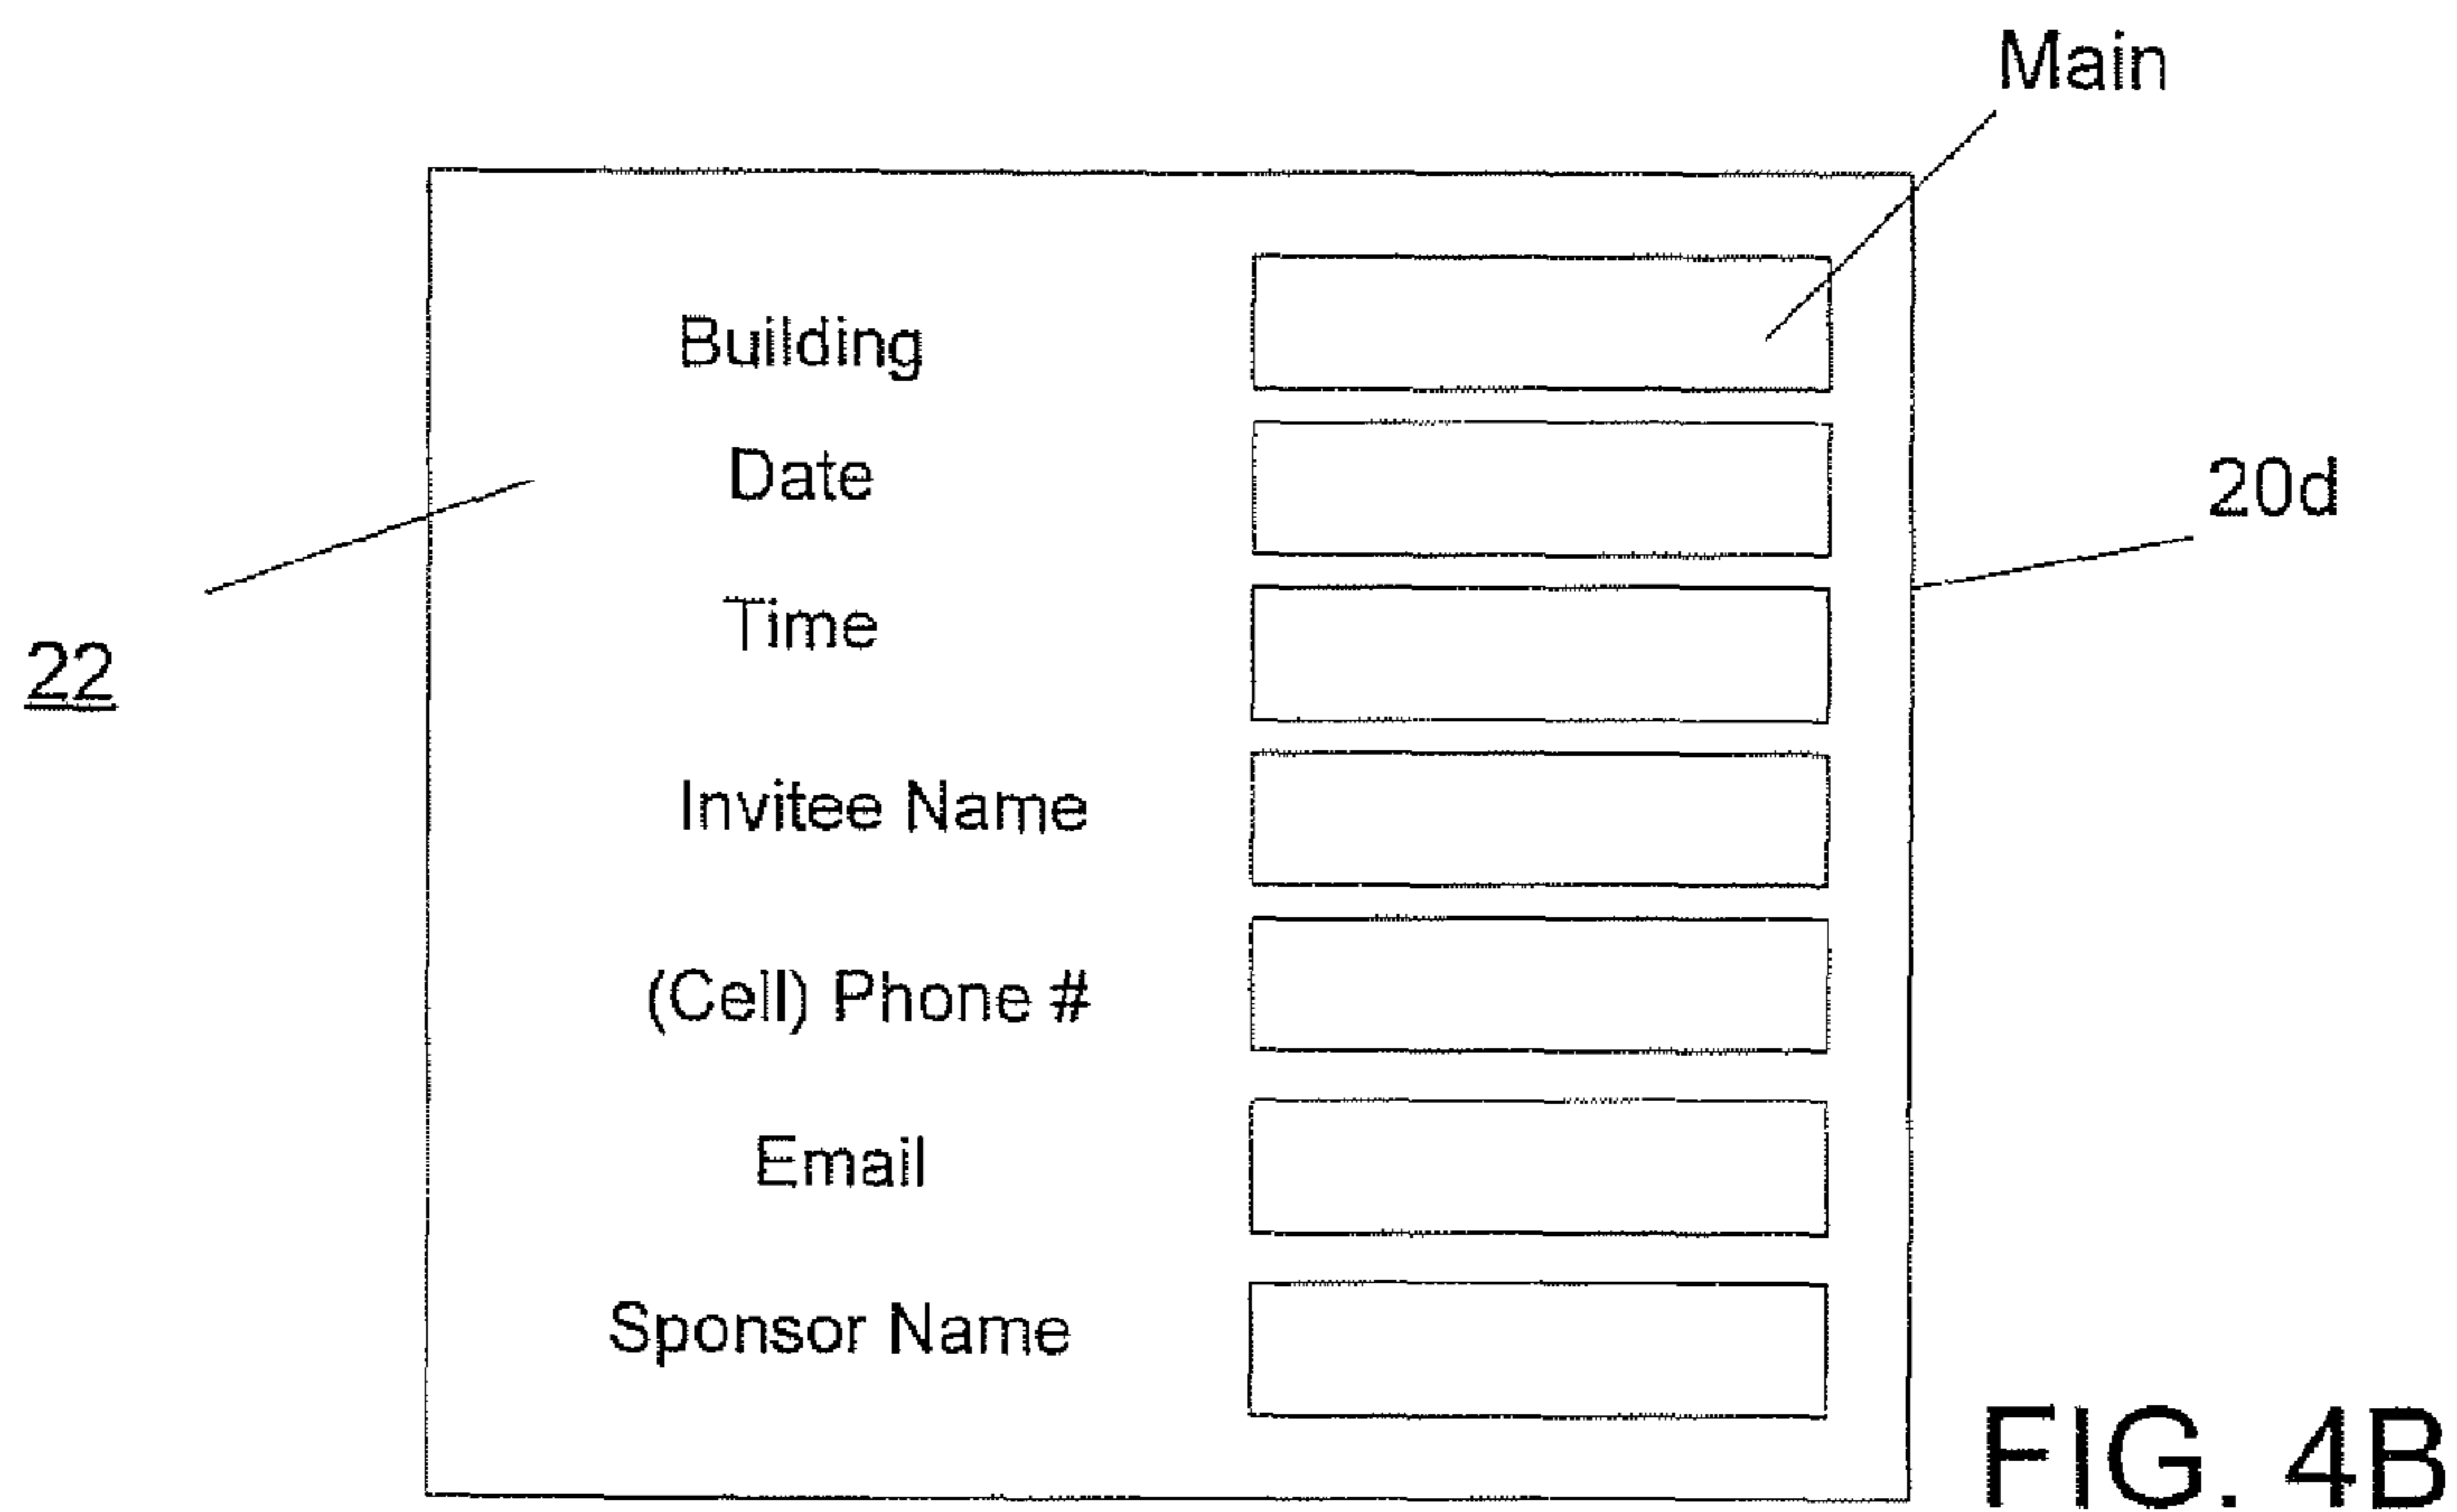 Main
Building
Date
20d
Time
22
Invitee Name
(Cell) Phone #
Email
Sponsor Name
FIG. 4B